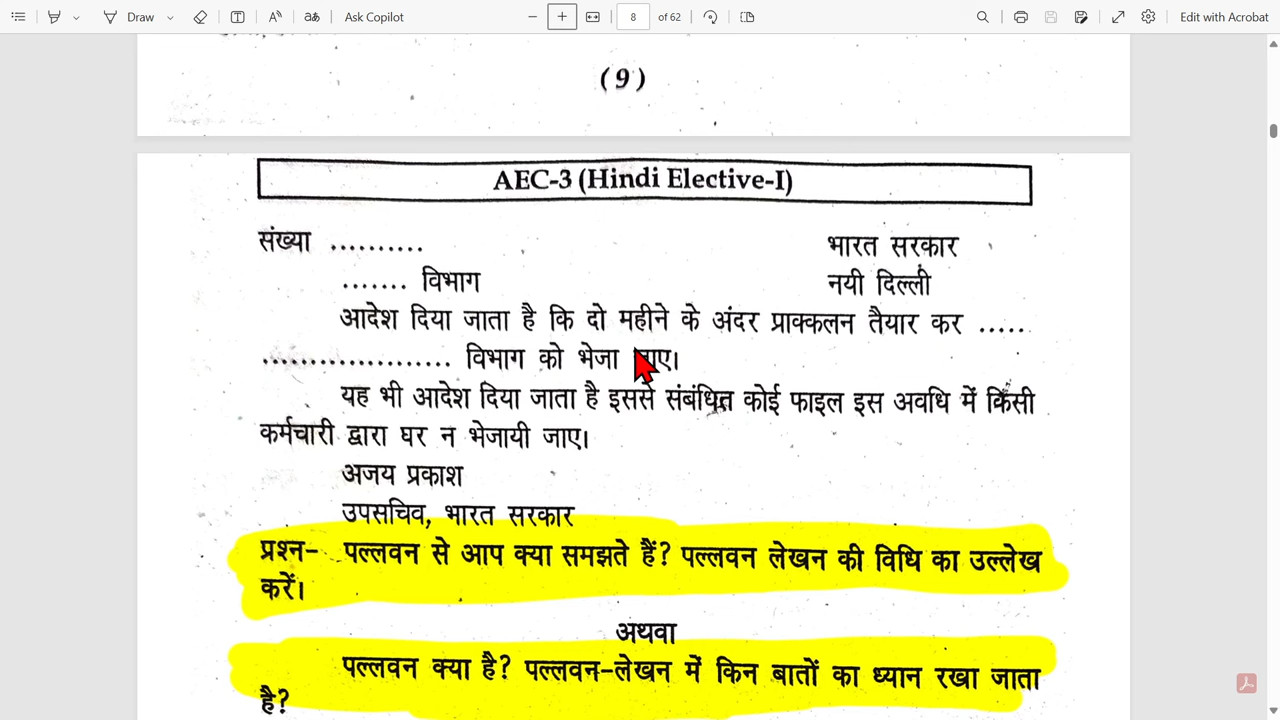 Draw
Ask Copilot
8
of 62
Edit with Acrobat
(9)
AEC-3 (Hindi Elective-I)
संख्या ..........
भारत सरकार
....... विभाग
नयी दिल्ली
आदेश दिया जाता है कि दो महीने के अंदर प्राक्कलन तैयार कर .....
.................... विभाग को भेजा जाए।
यह भी आदेश दिया जाता है इससे संबंधित कोई फाइल इस अवधि में किसी
कर्मचारी द्वारा घर न भेजायी जाए।
अजय प्रकाश
उपसचिव, भारत सरकार
प्रश्न- पल्लवन से आप क्या समझते हैं? पल्लवन लेखन की विधि का उल्लेख
करें।
अथवा
पल्लवन क्या है? पल्लवन-लेखन में किन बातों का ध्यान रखा जाता
है?